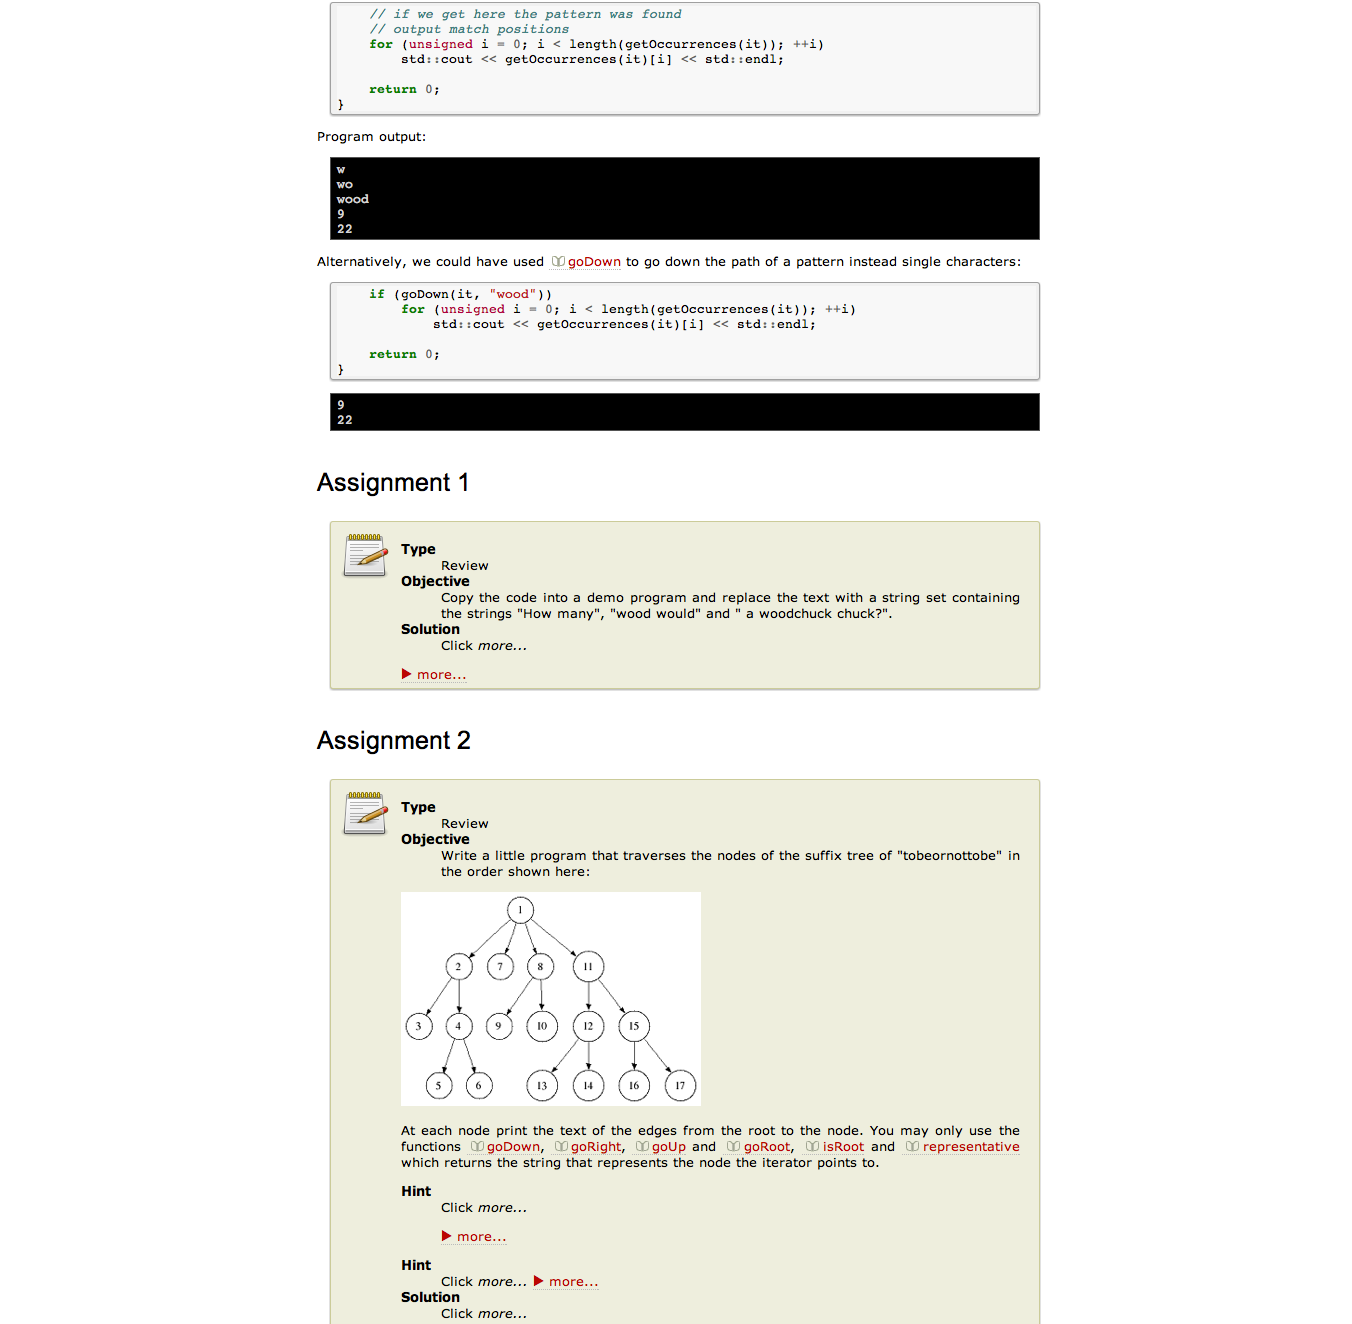 // if we get here the pattern was found
// output match positions
for (unsigned i = 0; i < length(getOccurrences(it)); ++i)
std::cout << getOccurrences(it)[i] << std::endl;
return 0;
}
Program output:
w
wo
wood
9
22
Alternatively, we could have used goDown to go down the path of a pattern instead single characters:
if (goDown(it, "wood"))
for (unsigned i = 0; i < length(getOccurrences(it)); ++i)
std::cout << getOccurrences(it)[i] << std::endl;
return 0;
}
9
22
Assignment 1
Type
Review
Objective
Copy the code into a demo program and replace the text with a string set containing
the strings "How many", "wood would" and " a woodchuck chuck?".
Solution
Click more...
more...
Assignment 2
Type
Review
Objective
Write a little program that traverses the nodes of the suffix tree of "tobeornottobe" in
the order shown here:
1
2 7 8 11
3 4 9 10 12 15
5 6 13 14 16 17
At each node print the text of the edges from the root to the node. You may only use the
functions goDown, goRight, goUp and goRoot, isRoot and representative
which returns the string that represents the node the iterator points to.
Hint
Click more...
more...
Hint
Click more... more...
Solution
Click more...